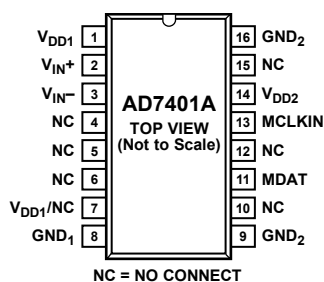 VDD1 1 16 GND2
VIN+ 2 15 NC
VIN– 3 14 VDD2
NC 4 13 MCLKIN
NC 5 12 NC
NC 6 11 MDAT
VDD1/NC 7 10 NC
GND1 8 9 GND2
AD7401A
TOP VIEW
(Not to Scale)
NC = NO CONNECT